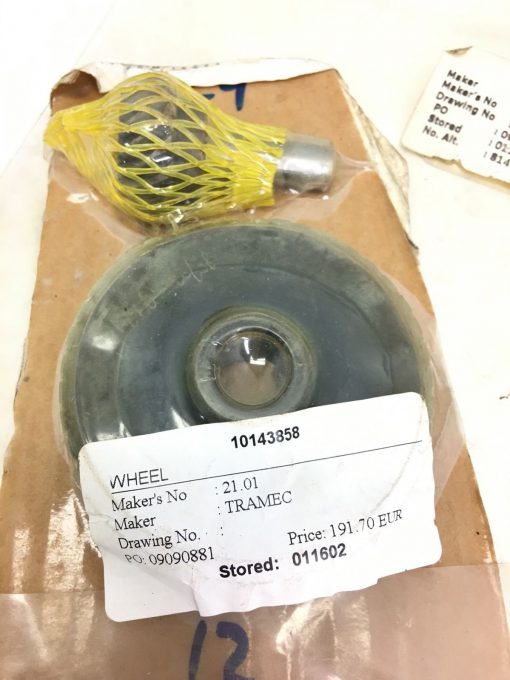 Maker
Maker's No
Drawing No
PO
Stored
No. Alt.
10143858
WHEEL
Maker's No : 21.01
Maker : TRAMEC
Drawing No. :
PO: 09090881 Price: 191.70 EUR
Stored: 011602
12